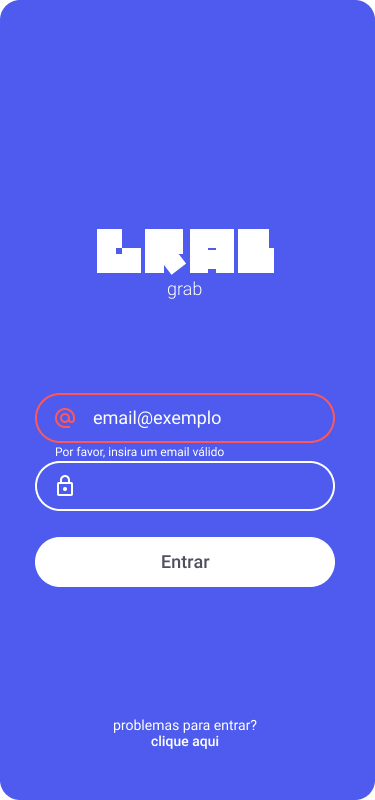 GRAB
grab
email@exemplo
Por favor, insira um email válido
Entrar
problemas para entrar?
clique aqui